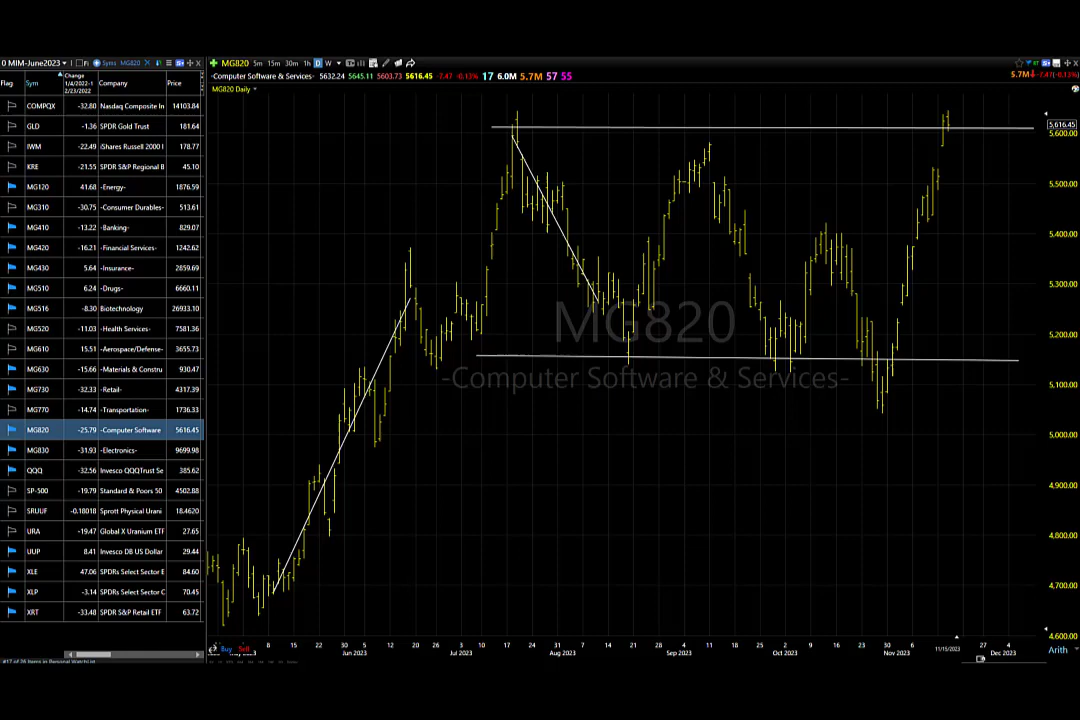 0 MIM-June2023 Syms MG820
MG820 5m 15m 30m 1h D W
-Computer Software & Services- 5632.24 5645.11 5603.73 5616.45 -7.47 -0.13% 17 6.0M 5.7M 57 55
5.7M -7.47(-0.13%)
MG820 Daily
Flag Sym Change 1/4/2022-1 2/23/2022 Company Price
COMPQX -32.80 Nasdaq Composite In 14103.84
GLD -1.36 SPDR Gold Trust 181.64
IWM -22.49 iShares Russell 2000 I 178.77
KRE -21.55 SPDR S&P Regional B 45.10
MG120 41.68 -Energy- 1876.59
MG310 -30.75 -Consumer Durables- 513.61
MG410 -13.22 -Banking- 829.07
MG420 -16.21 -Financial Services- 1242.62
MG430 5.64 -Insurance- 2859.69
MG510 6.24 -Drugs- 6660.11
MG516 -8.30 Biotechnology 26933.10
MG520 -11.03 -Health Services- 7581.36
MG610 15.51 -Aerospace/Defense- 3655.73
MG630 -15.66 -Materials & Constru 930.47
MG730 -32.33 -Retail- 4317.39
MG770 -14.74 -Transportation- 1736.33
MG820 -25.79 -Computer Software 5616.45
MG830 -31.93 -Electronics- 9699.98
QQQ -32.56 Invesco QQQTrust Se 385.62
SP-500 -19.79 Standard & Poors 50 4502.88
SRUUF -0.18018 Sprott Physical Urani 18.4620
URA -19.47 Global X Uranium ETF 27.65
UUP 8.41 Invesco DB US Dollar 29.44
XLE 47.06 SPDRs Select Sector E 84.60
XLP -3.14 SPDRs Select Sector C 70.45
XRT -33.48 SPDR S&P Retail ETF 63.72
MG820
-Computer Software & Services-
5,616.45
5,600.00
5,500.00
5,400.00
5,300.00
5,200.00
5,100.00
5,000.00
4,900.00
4,800.00
4,700.00
4,600.00
Buy Sell
8 15 22 30 5 12 20 26 3 10 17 24 31 7 14 21 28 5 11 18 25 2 9 16 23 30 6 27 4
Jun 2023 Jul 2023 Aug 2023 Sep 2023 Oct 2023 Nov 2023 11/15/2023 Dec 2023
Arith